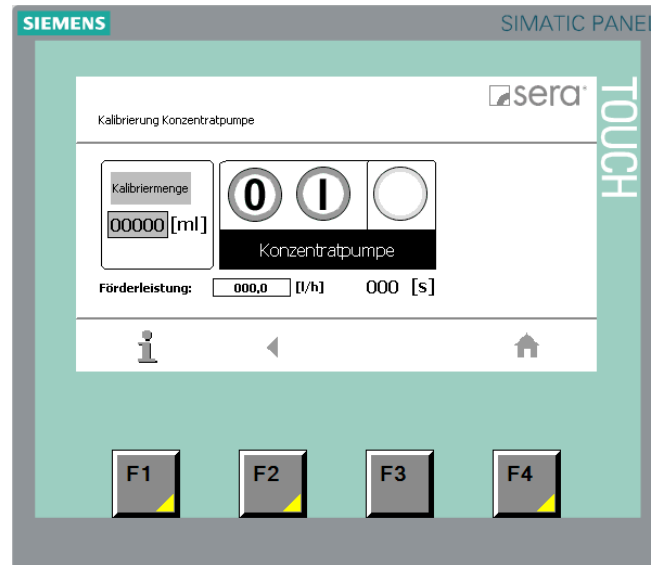 SIEMENS
SIMATIC PANEL
TOUCH
sera
Kalibrierung Konzentratpumpe
Kalibriermenge
00000 [ml]
0 I
Konzentratpumpe
Förderleistung: 000,0 [l/h] 000 [s]
i
F1 F2 F3 F4